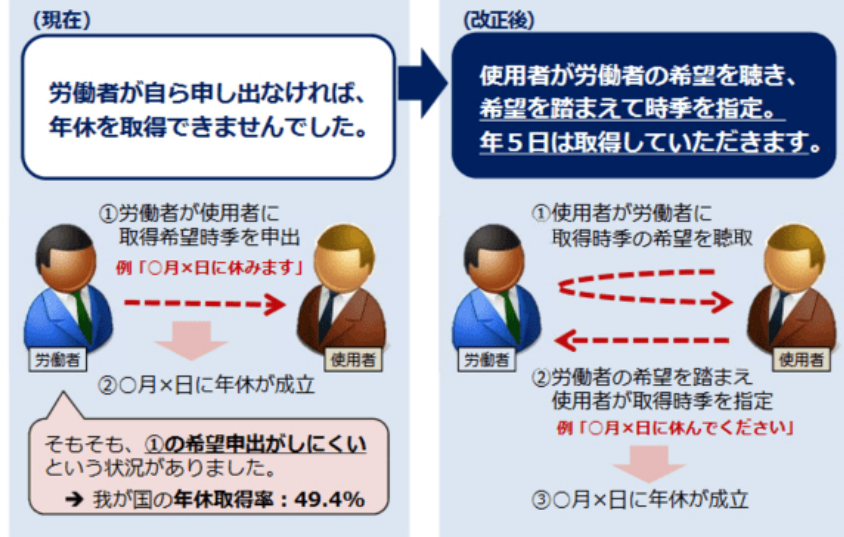 （現在）
労働者が自ら申し出なければ、
年休を取得できませんでした。
①労働者が使用者に
取得希望時季を申出
例「○月×日に休みます」
労働者
使用者
②○月×日に年休が成立
そもそも、①の希望申出がしにくい
という状況がありました。
➔ 我が国の年休取得率：49.4%
（改正後）
使用者が労働者の希望を聴き、
希望を踏まえて時季を指定。
年５日は取得していただきます。
①使用者が労働者に
取得時季の希望を聴取
労働者
使用者
②労働者の希望を踏まえ
使用者が取得時季を指定
例「○月×日に休んでください」
③○月×日に年休が成立